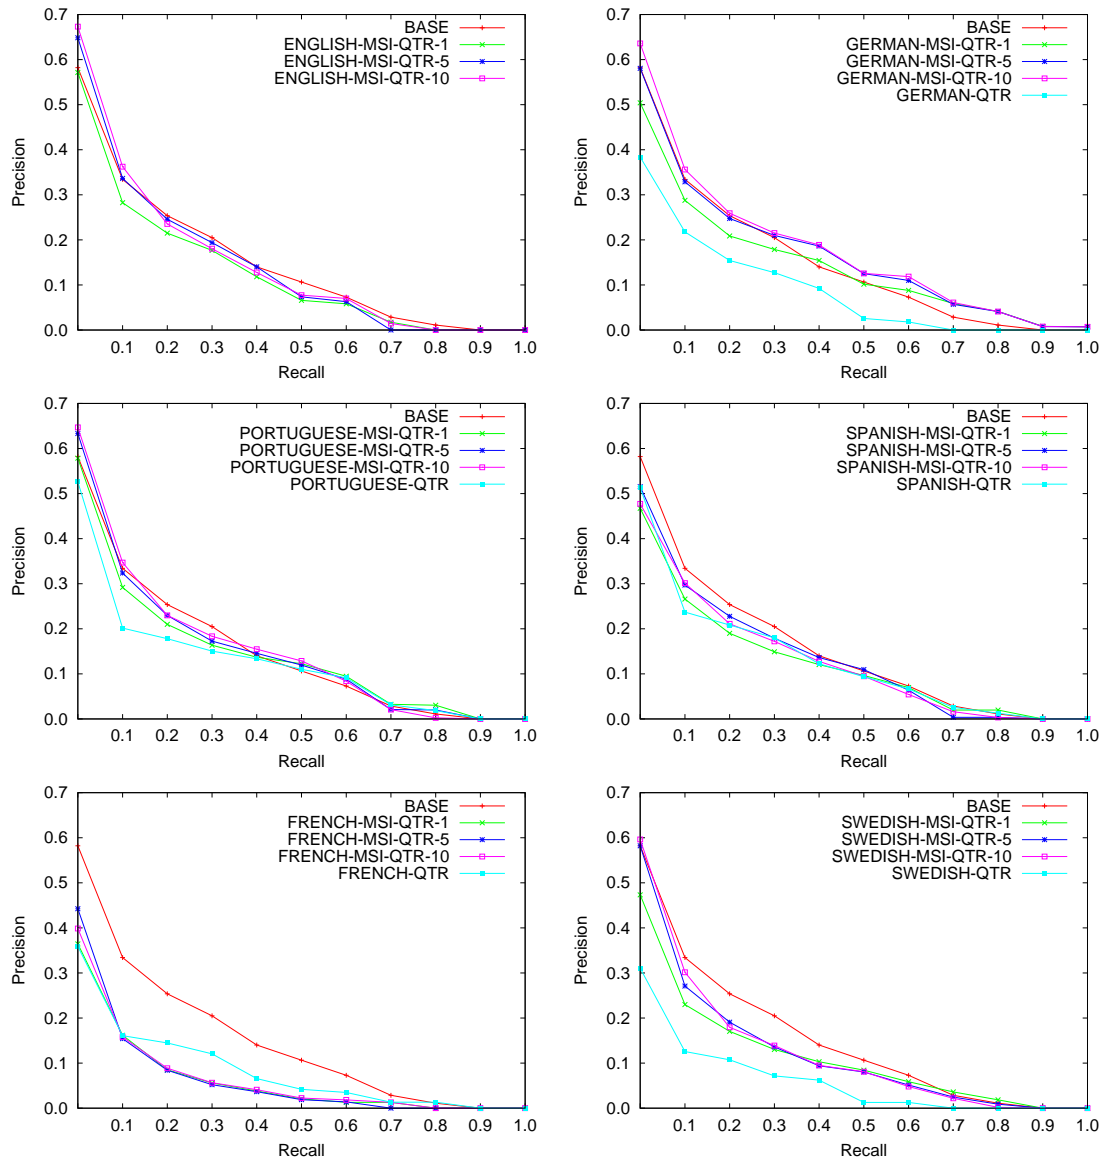 0.7
0.6
0.5
0.4
0.3
0.2
0.1
0.0
Precision
BASE
ENGLISH-MSI-QTR-1
ENGLISH-MSI-QTR-5
ENGLISH-MSI-QTR-10
0.1 0.2 0.3 0.4 0.5 0.6 0.7 0.8 0.9 1.0
Recall
0.7
0.6
0.5
0.4
0.3
0.2
0.1
0.0
Precision
BASE
GERMAN-MSI-QTR-1
GERMAN-MSI-QTR-5
GERMAN-MSI-QTR-10
GERMAN-QTR
0.1 0.2 0.3 0.4 0.5 0.6 0.7 0.8 0.9 1.0
Recall
0.7
0.6
0.5
0.4
0.3
0.2
0.1
0.0
Precision
BASE
PORTUGUESE-MSI-QTR-1
PORTUGUESE-MSI-QTR-5
PORTUGUESE-MSI-QTR-10
PORTUGUESE-QTR
0.1 0.2 0.3 0.4 0.5 0.6 0.7 0.8 0.9 1.0
Recall
0.7
0.6
0.5
0.4
0.3
0.2
0.1
0.0
Precision
BASE
SPANISH-MSI-QTR-1
SPANISH-MSI-QTR-5
SPANISH-MSI-QTR-10
SPANISH-QTR
0.1 0.2 0.3 0.4 0.5 0.6 0.7 0.8 0.9 1.0
Recall
0.7
0.6
0.5
0.4
0.3
0.2
0.1
0.0
Precision
BASE
FRENCH-MSI-QTR-1
FRENCH-MSI-QTR-5
FRENCH-MSI-QTR-10
FRENCH-QTR
0.1 0.2 0.3 0.4 0.5 0.6 0.7 0.8 0.9 1.0
Recall
0.7
0.6
0.5
0.4
0.3
0.2
0.1
0.0
Precision
BASE
SWEDISH-MSI-QTR-1
SWEDISH-MSI-QTR-5
SWEDISH-MSI-QTR-10
SWEDISH-QTR
0.1 0.2 0.3 0.4 0.5 0.6 0.7 0.8 0.9 1.0
Recall